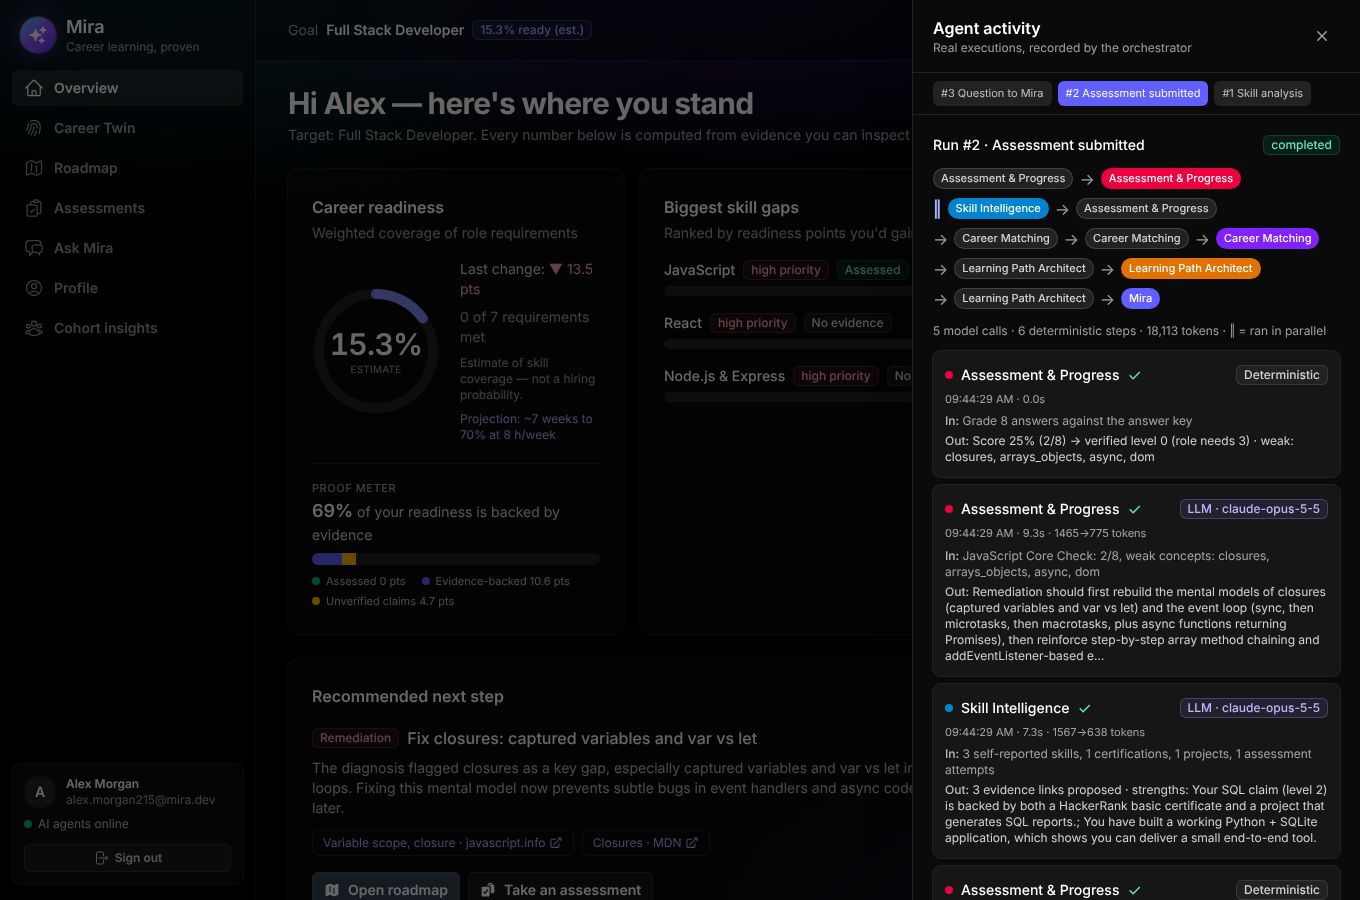 Mira
Career learning, proven
Overview
Career Twin
Roadmap
Assessments
Ask Mira
Profile
Cohort insights
A
Alex Morgan
alex.morgan215@mira.dev
AI agents online
Sign out
Goal Full Stack Developer 15.3% ready (est.)
Hi Alex — here's where you stand
Target: Full Stack Developer. Every number below is computed from evidence you can inspect
Career readiness
Weighted coverage of role requirements
15.3%
ESTIMATE
Last change: ▼ 13.5
pts
0 of 7 requirements
met
Estimate of skill
coverage — not a hiring
probability.
Projection: ~7 weeks to
70% at 8 h/week
PROOF METER
69% of your readiness is backed by
evidence
Assessed 0 pts Evidence-backed 10.6 pts
Unverified claims 4.7 pts
Biggest skill gaps
Ranked by readiness points you'd gai
JavaScript high priority Assessed
React high priority No evidence
Node.js & Express high priority No
Recommended next step
Remediation Fix closures: captured variables and var vs let
The diagnosis flagged closures as a key gap, especially captured variables and var vs let in
loops. Fixing this mental model now prevents subtle bugs in event handlers and async code
later.
Variable scope, closure · javascript.info Closures · MDN
Open roadmap Take an assessment
Agent activity
Real executions, recorded by the orchestrator
#3 Question to Mira #2 Assessment submitted #1 Skill analysis
Run #2 · Assessment submitted completed
Assessment & Progress → Assessment & Progress
‖ Skill Intelligence → Assessment & Progress
→ Career Matching → Career Matching → Career Matching
→ Learning Path Architect → Learning Path Architect
→ Learning Path Architect → Mira
5 model calls · 6 deterministic steps · 18,113 tokens · ‖ = ran in parallel
Assessment & Progress ✓ Deterministic
09:44:29 AM · 0.0s
In: Grade 8 answers against the answer key
Out: Score 25% (2/8) → verified level 0 (role needs 3) · weak:
closures, arrays_objects, async, dom
Assessment & Progress ✓ LLM · claude-opus-5-5
09:44:29 AM · 9.3s · 1465→775 tokens
In: JavaScript Core Check: 2/8, weak concepts: closures,
arrays_objects, async, dom
Out: Remediation should first rebuild the mental models of closures
(captured variables and var vs let) and the event loop (sync, then
microtasks, then macrotasks, plus async functions returning
Promises), then reinforce step-by-step array method chaining and
addEventListener-based e...
Skill Intelligence ✓ LLM · claude-opus-5-5
09:44:29 AM · 7.3s · 1567→638 tokens
In: 3 self-reported skills, 1 certifications, 1 projects, 1 assessment
attempts
Out: 3 evidence links proposed · strengths: Your SQL claim (level 2)
is backed by both a HackerRank basic certificate and a project that
generates SQL reports.; You have built a working Python + SQLite
application, which shows you can deliver a small end-to-end tool.
Assessment & Progress ✓ Deterministic